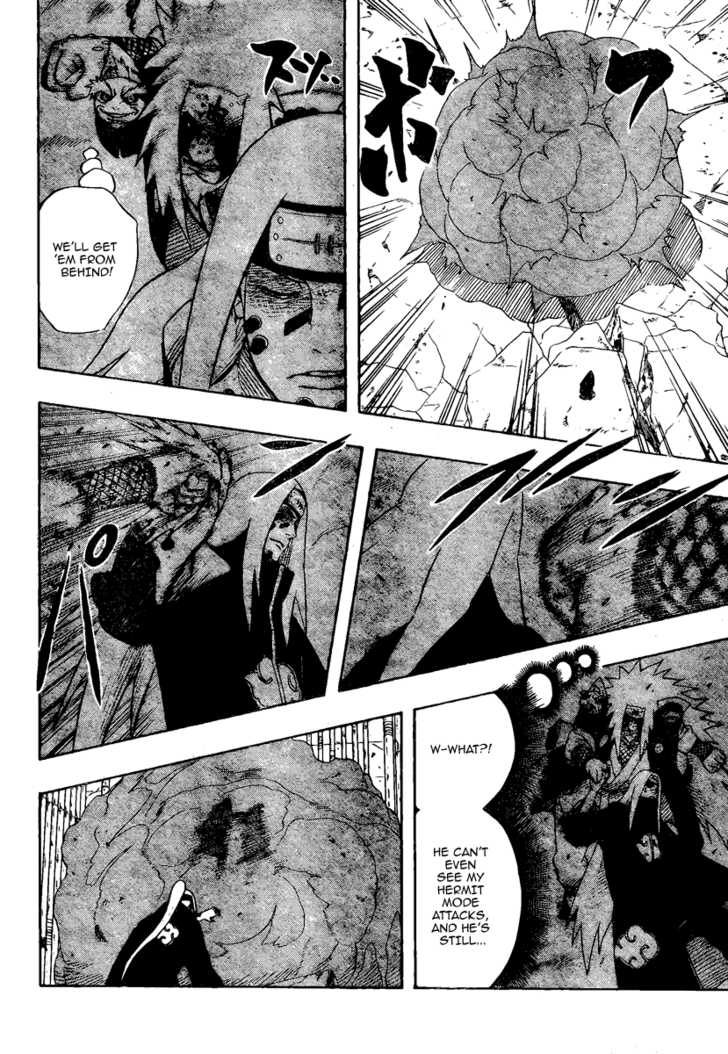 ボフ
ズッ…
WE'LL GET
'EM FROM
BEHIND!
W-WHAT?!
HE CAN'T
EVEN
SEE MY
HERMIT
MODE
ATTACKS,
AND HE'S
STILL...